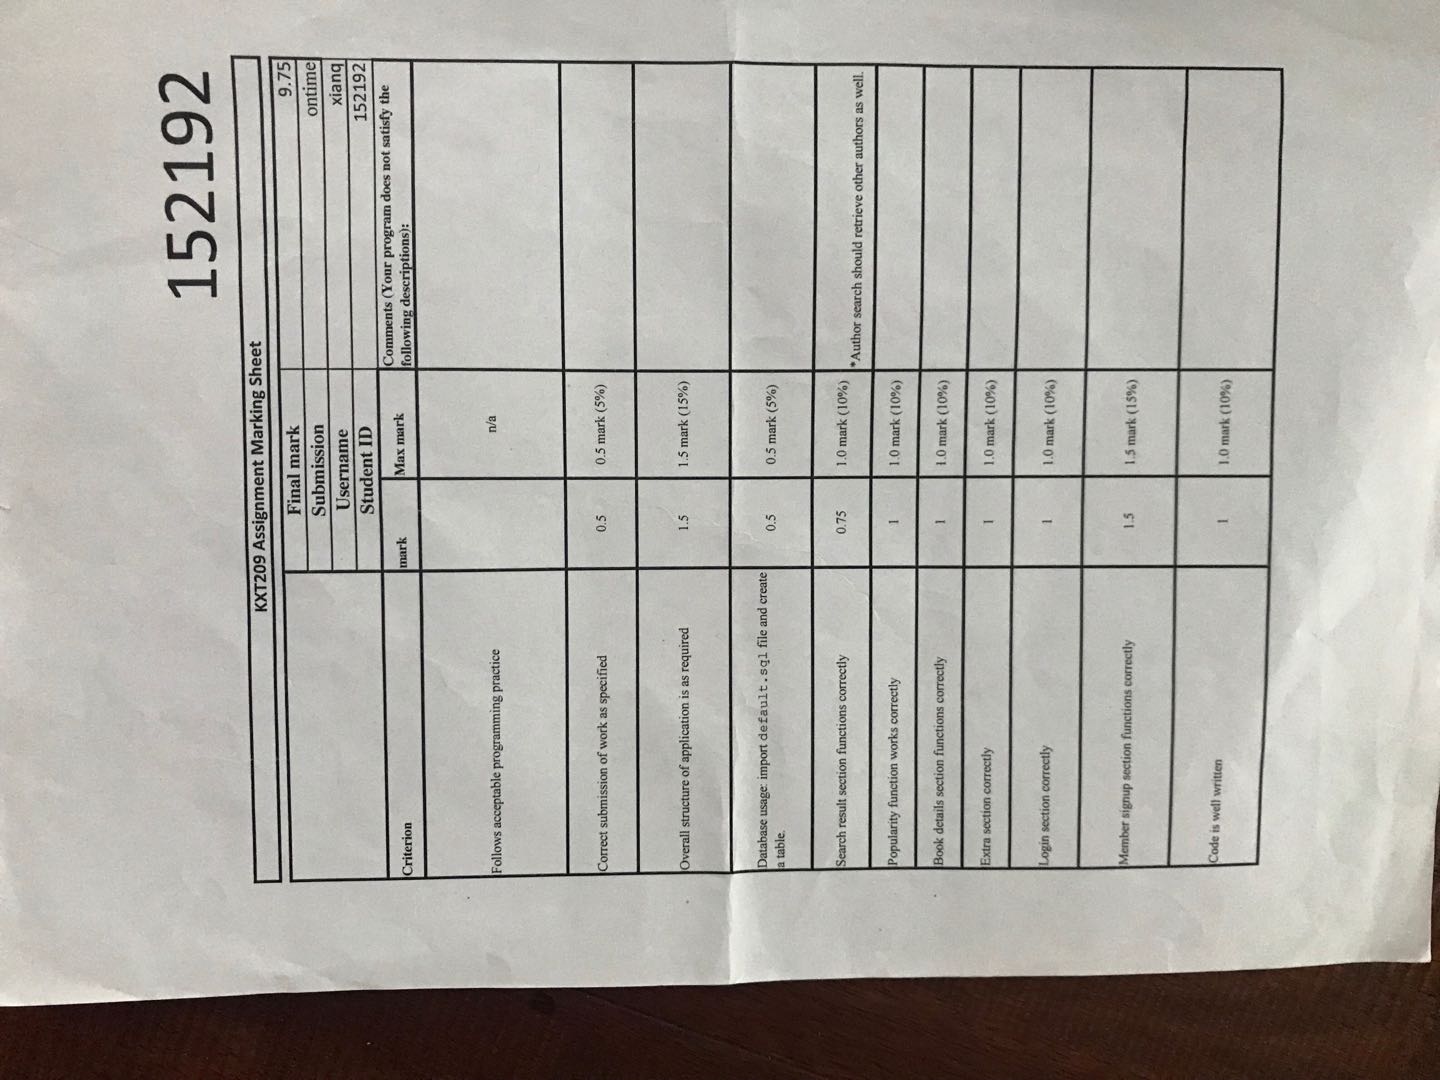 152192
KXT209 Assignment Marking Sheet
Final mark 9.75
Submission ontime
Username xianq
Student ID 152192
Criterion mark Max mark Comments (Your program does not satisfy the
following descriptions):
Follows acceptable programming practice n/a
Correct submission of work as specified 0.5 0.5 mark (5%)
Overall structure of application is as required 1.5 1.5 mark (15%)
Database usage: import default.sql file and create
a table. 0.5 0.5 mark (5%)
Search result section functions correctly 0.75 1.0 mark (10%) *Author search should retrieve other authors as well.
Popularity function works correctly 1 1.0 mark (10%)
Book details section functions correctly 1 1.0 mark (10%)
Extra section correctly 1 1.0 mark (10%)
Login section correctly 1 1.0 mark (10%)
Member signup section functions correctly 1.5 1.5 mark (15%)
Code is well written 1 1.0 mark (10%)